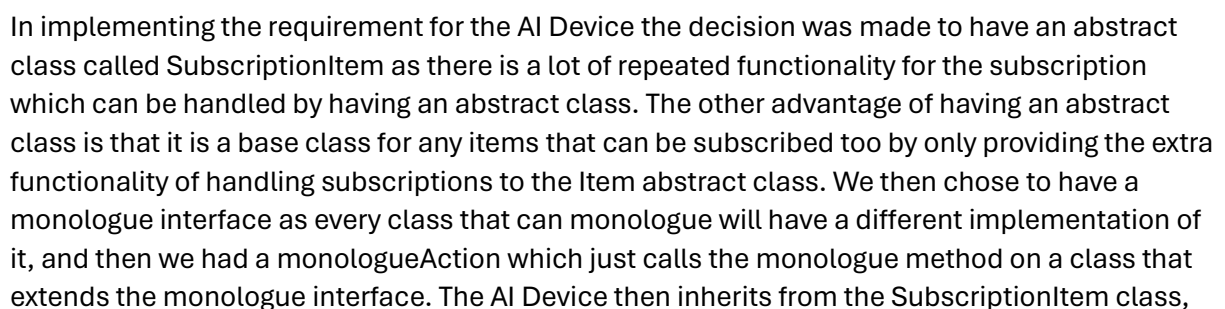 In implementing the requirement for the AI Device the decision was made to have an abstract
class called SubscriptionItem as there is a lot of repeated functionality for the subscription
which can be handled by having an abstract class. The other advantage of having an abstract
class is that it is a base class for any items that can be subscribed too by only providing the extra
functionality of handling subscriptions to the Item abstract class. We then chose to have a
monologue interface as every class that can monologue will have a different implementation of
it, and then we had a monologueAction which just calls the monologue method on a class that
extends the monologue interface. The AI Device then inherits from the SubscriptionItem class,